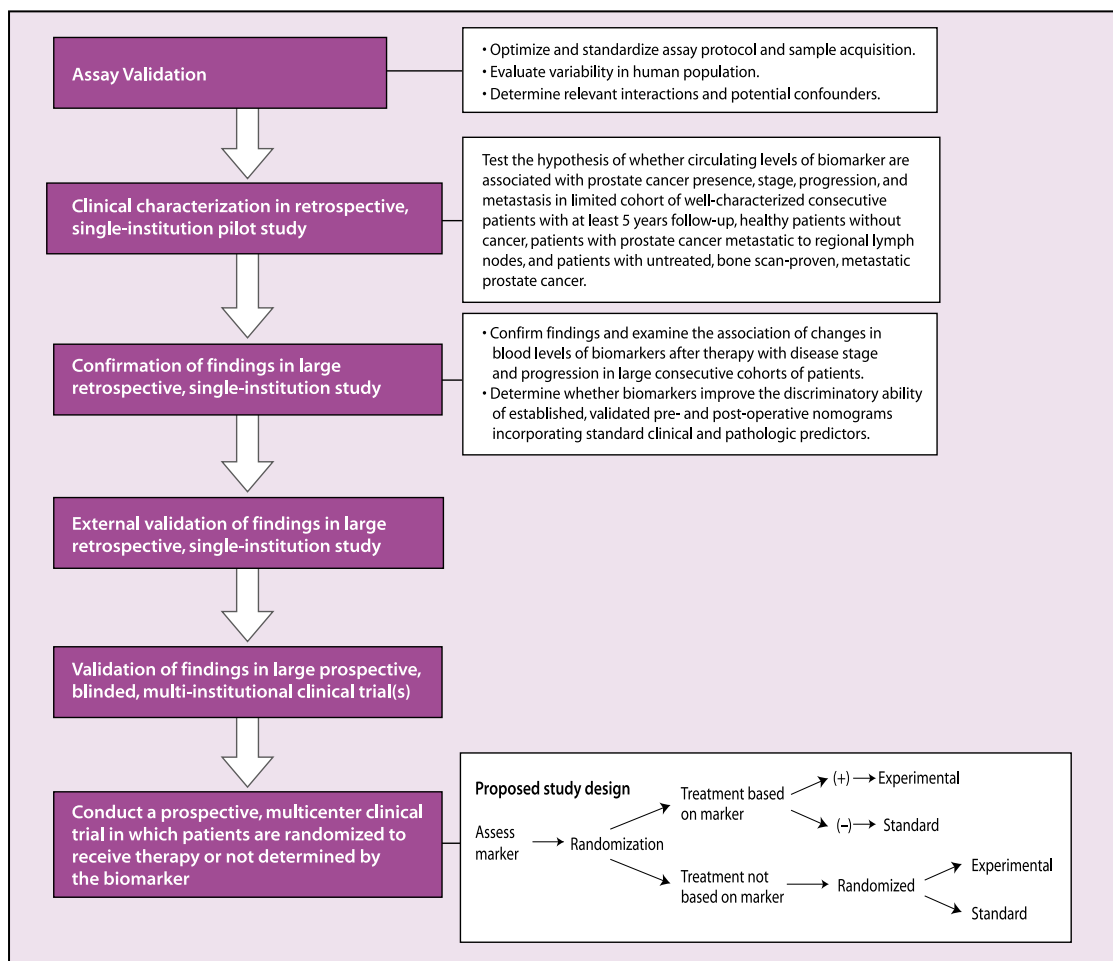 Assay Validation
• Optimize and standardize assay protocol and sample acquisition.
• Evaluate variability in human population.
• Determine relevant interactions and potential confounders.
Clinical characterization in retrospective,
single-institution pilot study
Test the hypothesis of whether circulating levels of biomarker are
associated with prostate cancer presence, stage, progression, and
metastasis in limited cohort of well-characterized consecutive
patients with at least 5 years follow-up, healthy patients without
cancer, patients with prostate cancer metastatic to regional lymph
nodes, and patients with untreated, bone scan-proven, metastatic
prostate cancer.
Confirmation of findings in large
retrospective, single-institution study
• Confirm findings and examine the association of changes in
blood levels of biomarkers after therapy with disease stage
and progression in large consecutive cohorts of patients.
• Determine whether biomarkers improve the discriminatory ability
of established, validated pre- and post-operative nomograms
incorporating standard clinical and pathologic predictors.
External validation of findings in large
retrospective, single-institution study
Validation of findings in large prospective,
blinded, multi-institutional clinical trial(s)
Conduct a prospective, multicenter clinical
trial in which patients are randomized to
receive therapy or not determined by
the biomarker
Proposed study design
Assess
marker
Randomization
Treatment based
on marker
(+)
Experimental
(–)
Standard
Treatment not
based on marker
Randomized
Experimental
Standard